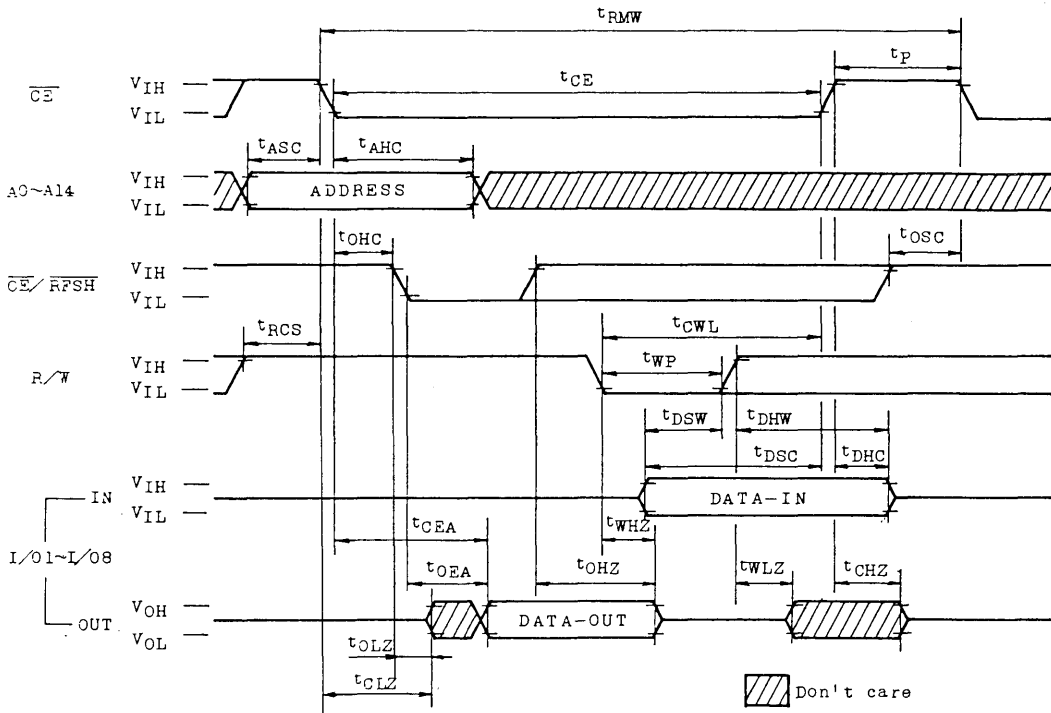 tRMW
tP
CE
VIH
VIL
tCE
tASC
tAHC
A0~A14
VIH
VIL
ADDRESS
tOHC
tOSC
CE/RFSH
VIH
VIL
tRCS
tCWL
tWP
R/W
VIH
VIL
tDSW
tDHW
tDSC
tDHC
IN
VIH
VIL
DATA-IN
tCEA
tWHZ
I/O1~I/O8
tOEA
tOHZ
tWLZ
tCHZ
OUT
VOH
VOL
DATA-OUT
tOLZ
tCLZ
Don't care